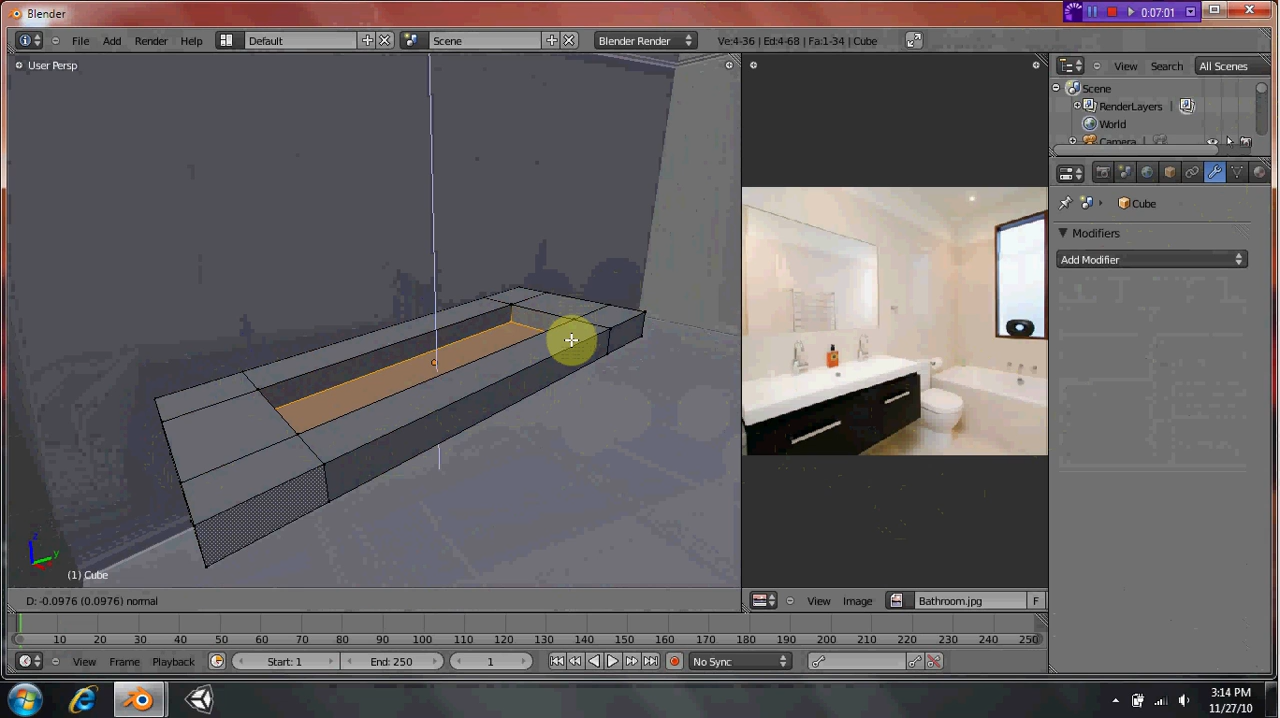 Blender
0:07:01
File Add Render Help Default Scene Blender Render Ve:4-36 | Ed:4-68 | Fa:1-34 | Cube
User Persp
View Search All Scenes
Scene
RenderLayers
World
Camera
Cube
Modifiers
Add Modifier
z
y
(1) Cube
D: -0.0976 (0.0976) normal
View Image Bathroom.jpg F
10 20 30 40 50 60 70 80 90 100 110 120 130 140 150 160 170 180 190 200 210 220 230 240 250
View Frame Playback Start: 1 End: 250 1 No Sync
3:14 PM
11/27/10